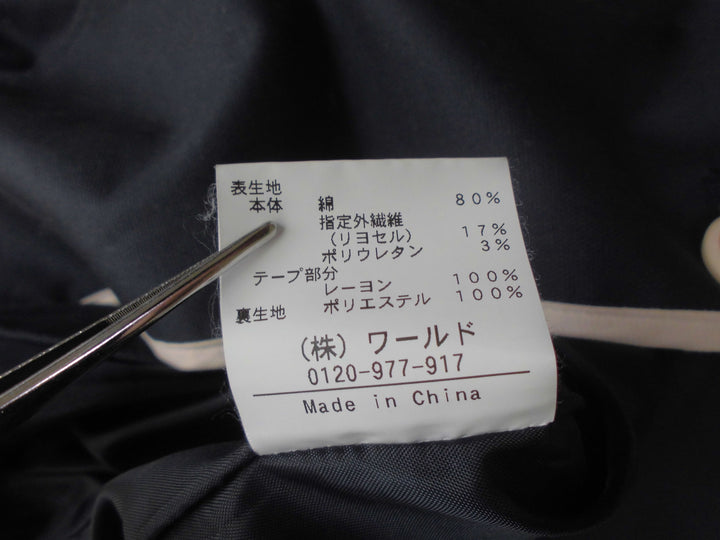 表生地
本体 綿 80%
指定外繊維
(リヨセル) 17%
ポリウレタン 3%
テープ部分
レーヨン 100%
裏生地 ポリエステル 100%
(株) ワールド
0120-977-917
Made in China